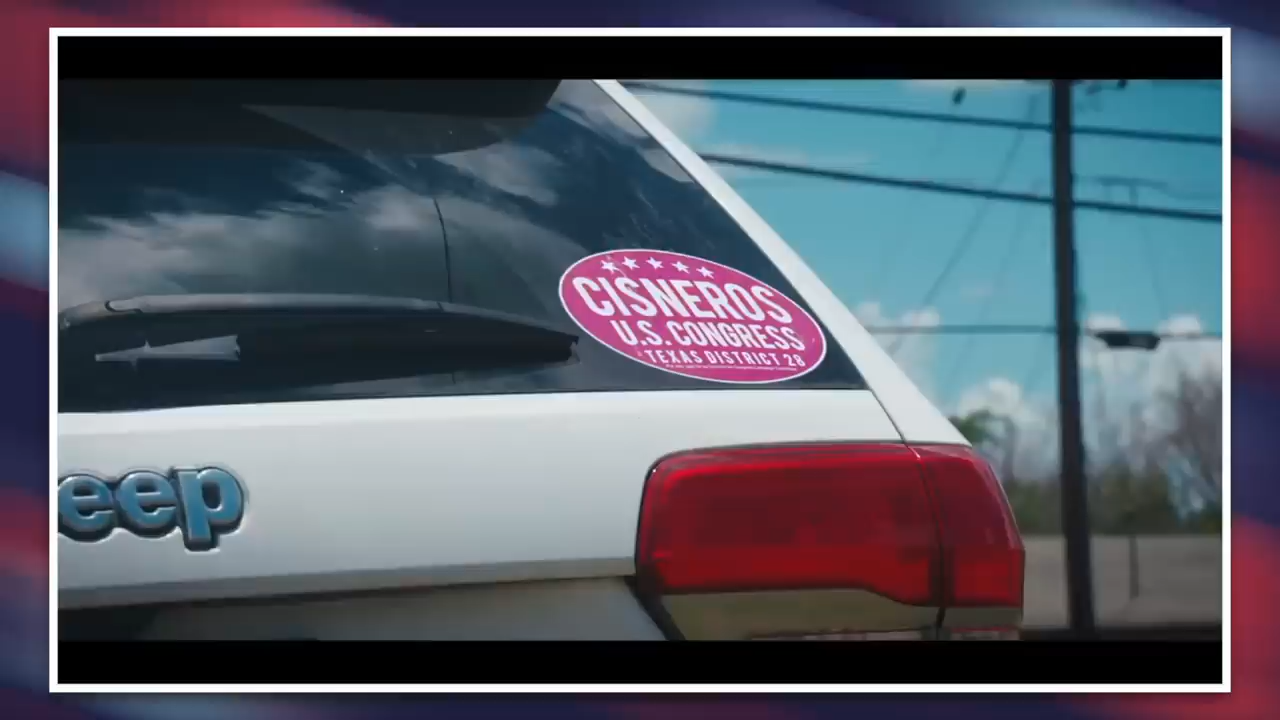 CISNEROS
U.S. CONGRESS
TEXAS DISTRICT 28
eep